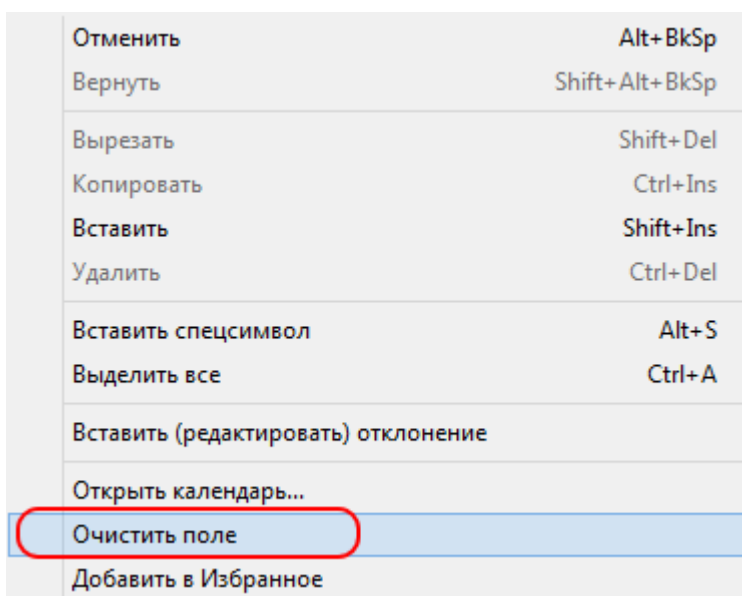 Отменить Alt+BkSp
Вернуть Shift+Alt+BkSp
Вырезать Shift+Del
Копировать Ctrl+Ins
Вставить Shift+Ins
Удалить Ctrl+Del
Вставить спецсимвол Alt+S
Выделить все Ctrl+A
Вставить (редактировать) отклонение
Открыть календарь...
Очистить поле
Добавить в Избранное